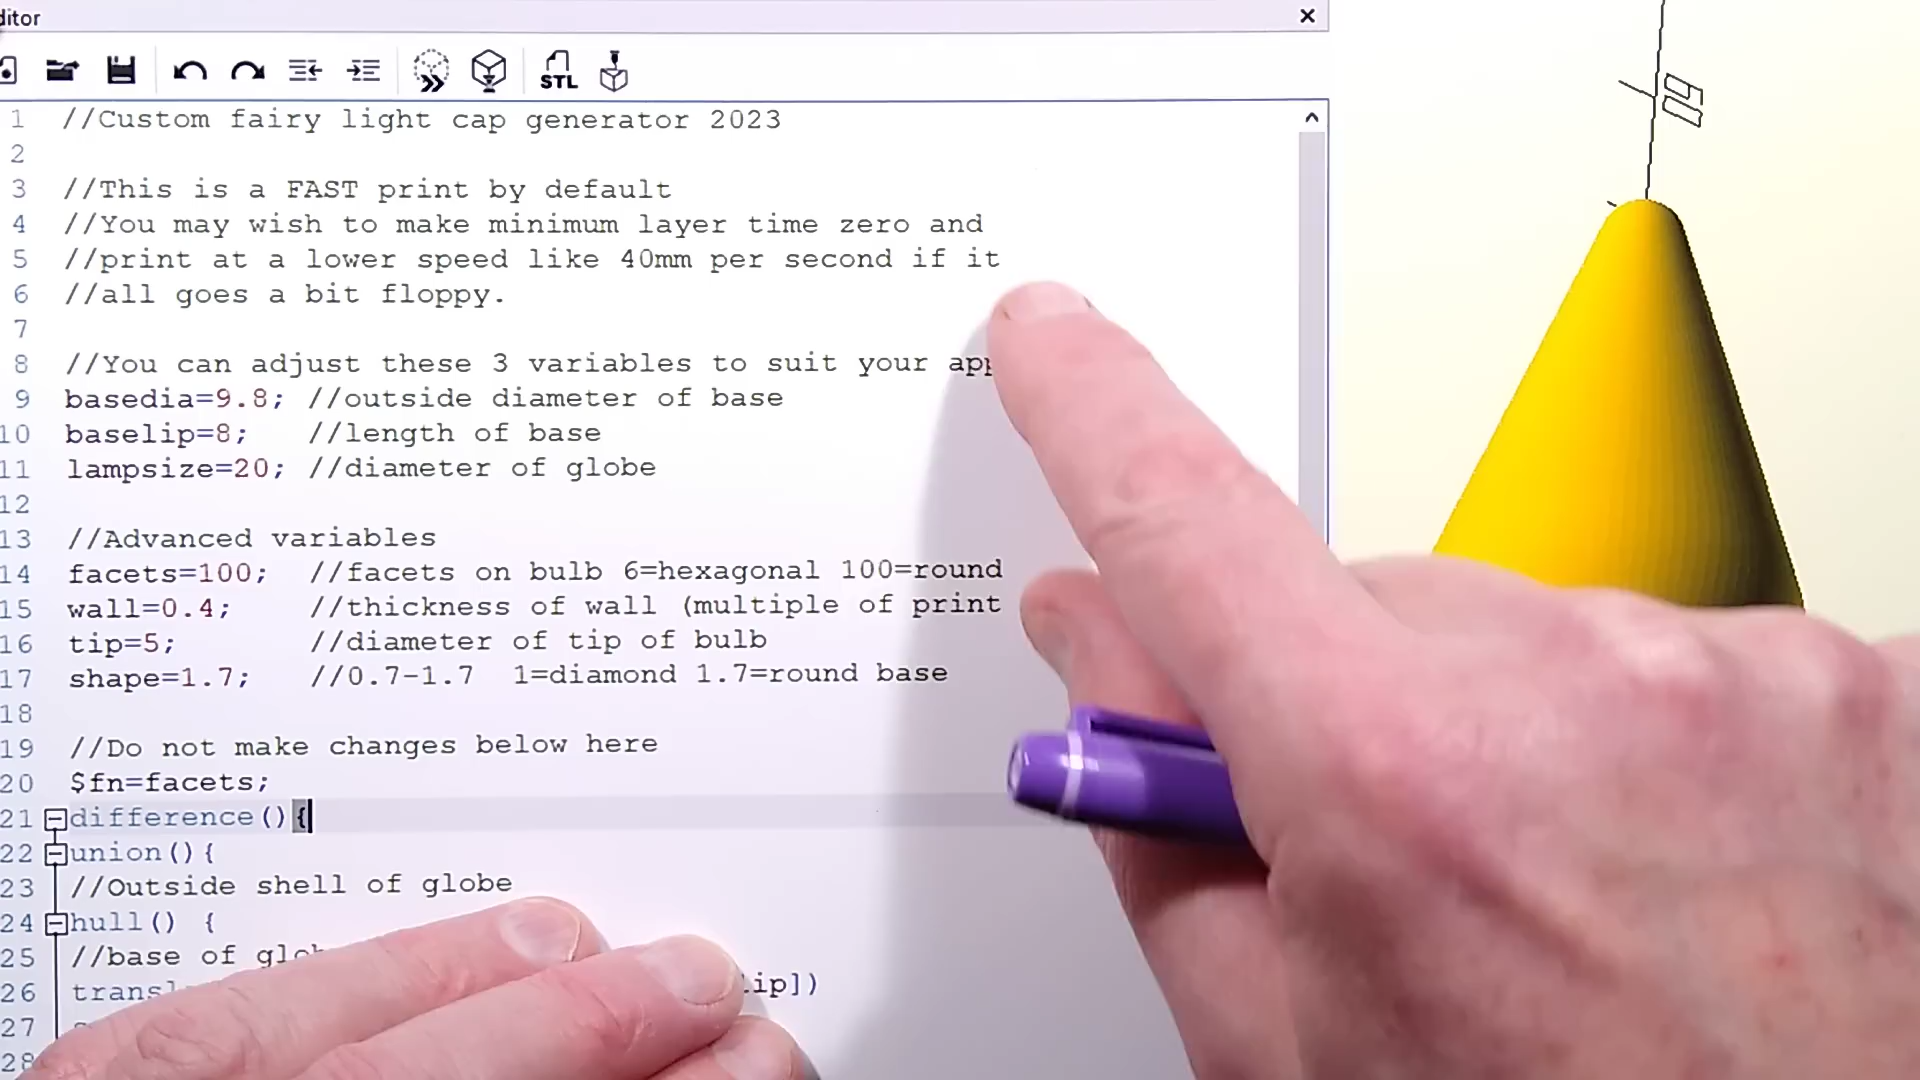 STL
1 //Custom fairy light cap generator 2023
2
3 //This is a FAST print by default
4 //You may wish to make minimum layer time zero and
5 //print at a lower speed like 40mm per second if it
6 //all goes a bit floppy.
7
8 //You can adjust these 3 variables to suit your
9 basedia=9.8; //outside diameter of base
10 baselip=8; //length of base
11 lampsize=20; //diameter of globe
12
13 //Advanced variables
14 facets=100; //facets on bulb 6=hexagonal 100=round
15 wall=0.4; //thickness of wall (multiple of print
16 tip=5; //diameter of tip of bulb
17 shape=1.7; //0.7-1.7 1=diamond 1.7=round base
18
19 //Do not make changes below here
20 $fn=facets;
21 difference(){
22 union(){
23 //Outside shell of globe
24 hull() {
25 //base of
26
27
28